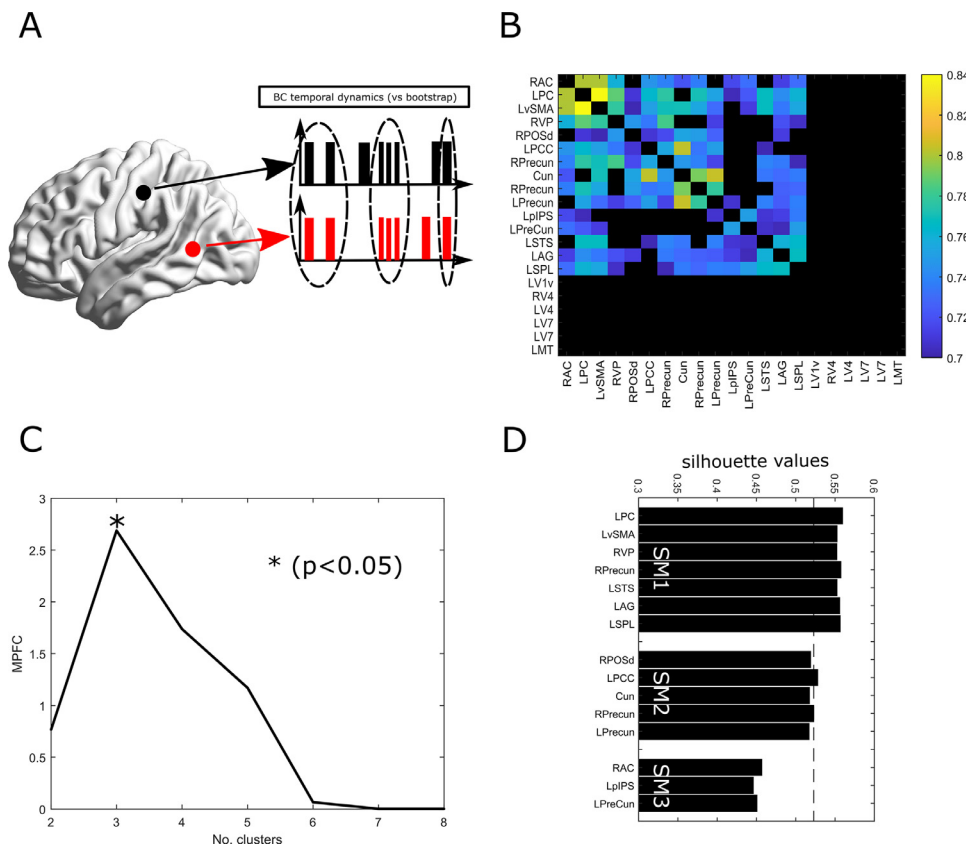 A
BC temporal dynamics (vs bootstrap)
B
RAC
LPC
LvSMA
RVP
RPOSd
LPCC
RPrecun
Cun
RPrecun
LPrecun
LpIPS
LPreCun
LSTS
LAG
LSPL
LV1v
RV4
LV4
LV7
LV7
LMT
RAC
LPC
LvSMA
RVP
RPOSd
LPCC
RPrecun
Cun
RPrecun
LPrecun
LpIPS
LPreCun
LSTS
LAG
LSPL
LV1v
RV4
LV4
LV7
LV7
LMT
0.84
0.82
0.8
0.78
0.76
0.74
0.72
0.7
C
3
2.5
2
1.5
1
0.5
0
MPFC
*
* (p<0.05)
2 3 4 5 6 7 8
No. clusters
D
silhouette values
0.3 0.35 0.4 0.45 0.5 0.55 0.6
LPC
LvSMA
RVP
RPrecun
LSTS
LAG
LSPL
SM1
RPOSd
LPCC
Cun
RPrecun
LPrecun
SM2
RAC
LpIPS
LPreCun
SM3